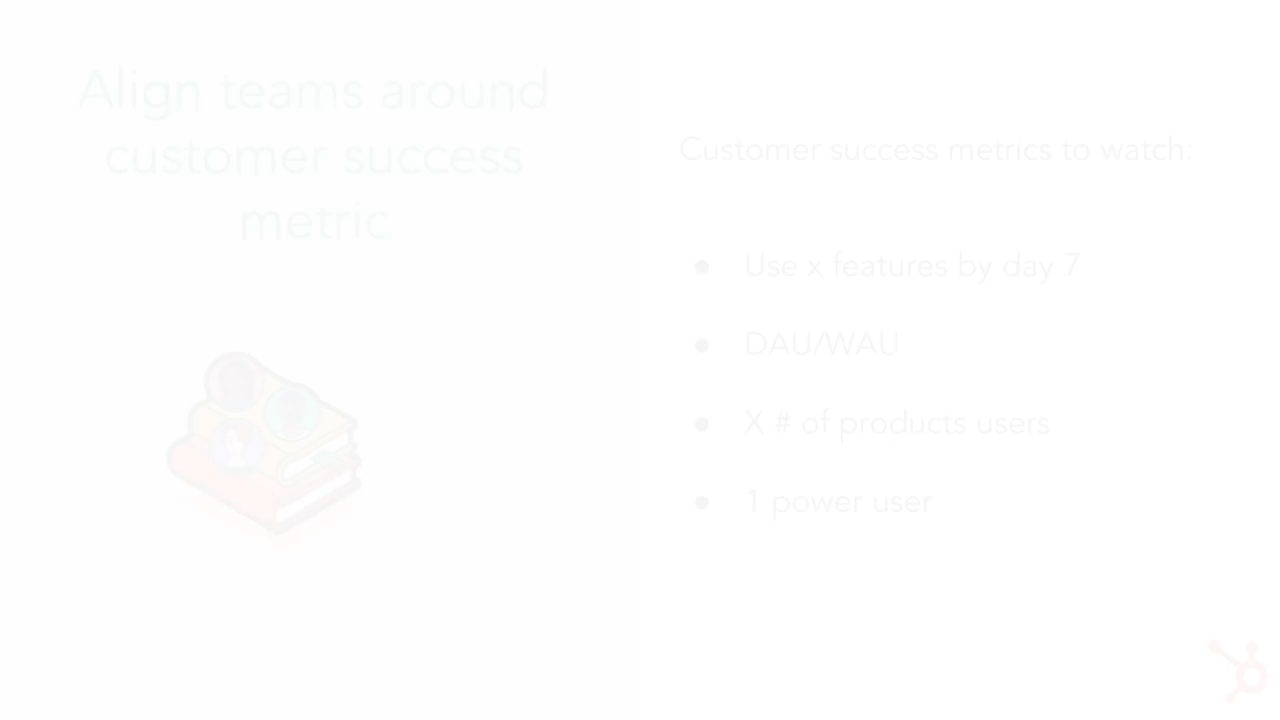 Align teams around
customer success
metric
Customer success metrics to watch:
● Use x features by day 7
● DAU/WAU
● X # of products users
● 1 power user